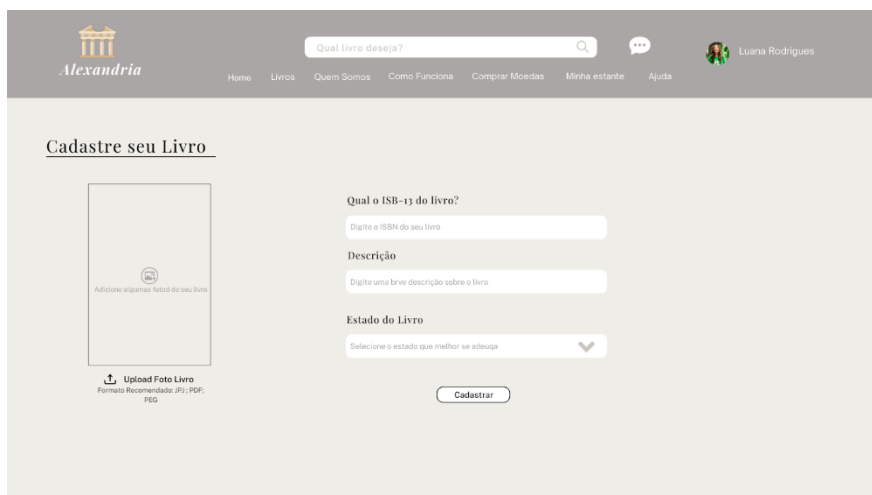 Qual livro deseja?
Luana Rodrigues
Alexandria
Home Livros Quem Somos Como Funciona Comprar Moedas Minha estante Ajuda
Cadastre seu Livro
Qual o ISB-13 do livro?
Digite o ISBN do seu livro
Descrição
Digite uma brve descrição sobre o livro
Adicione algumas fotod do seu livro
Estado do Livro
Selecione o estado que melhor se adeuqa
Upload Foto Livro
Formato Recomendado: JPJ ; PDF;
PEG
Cadastrar